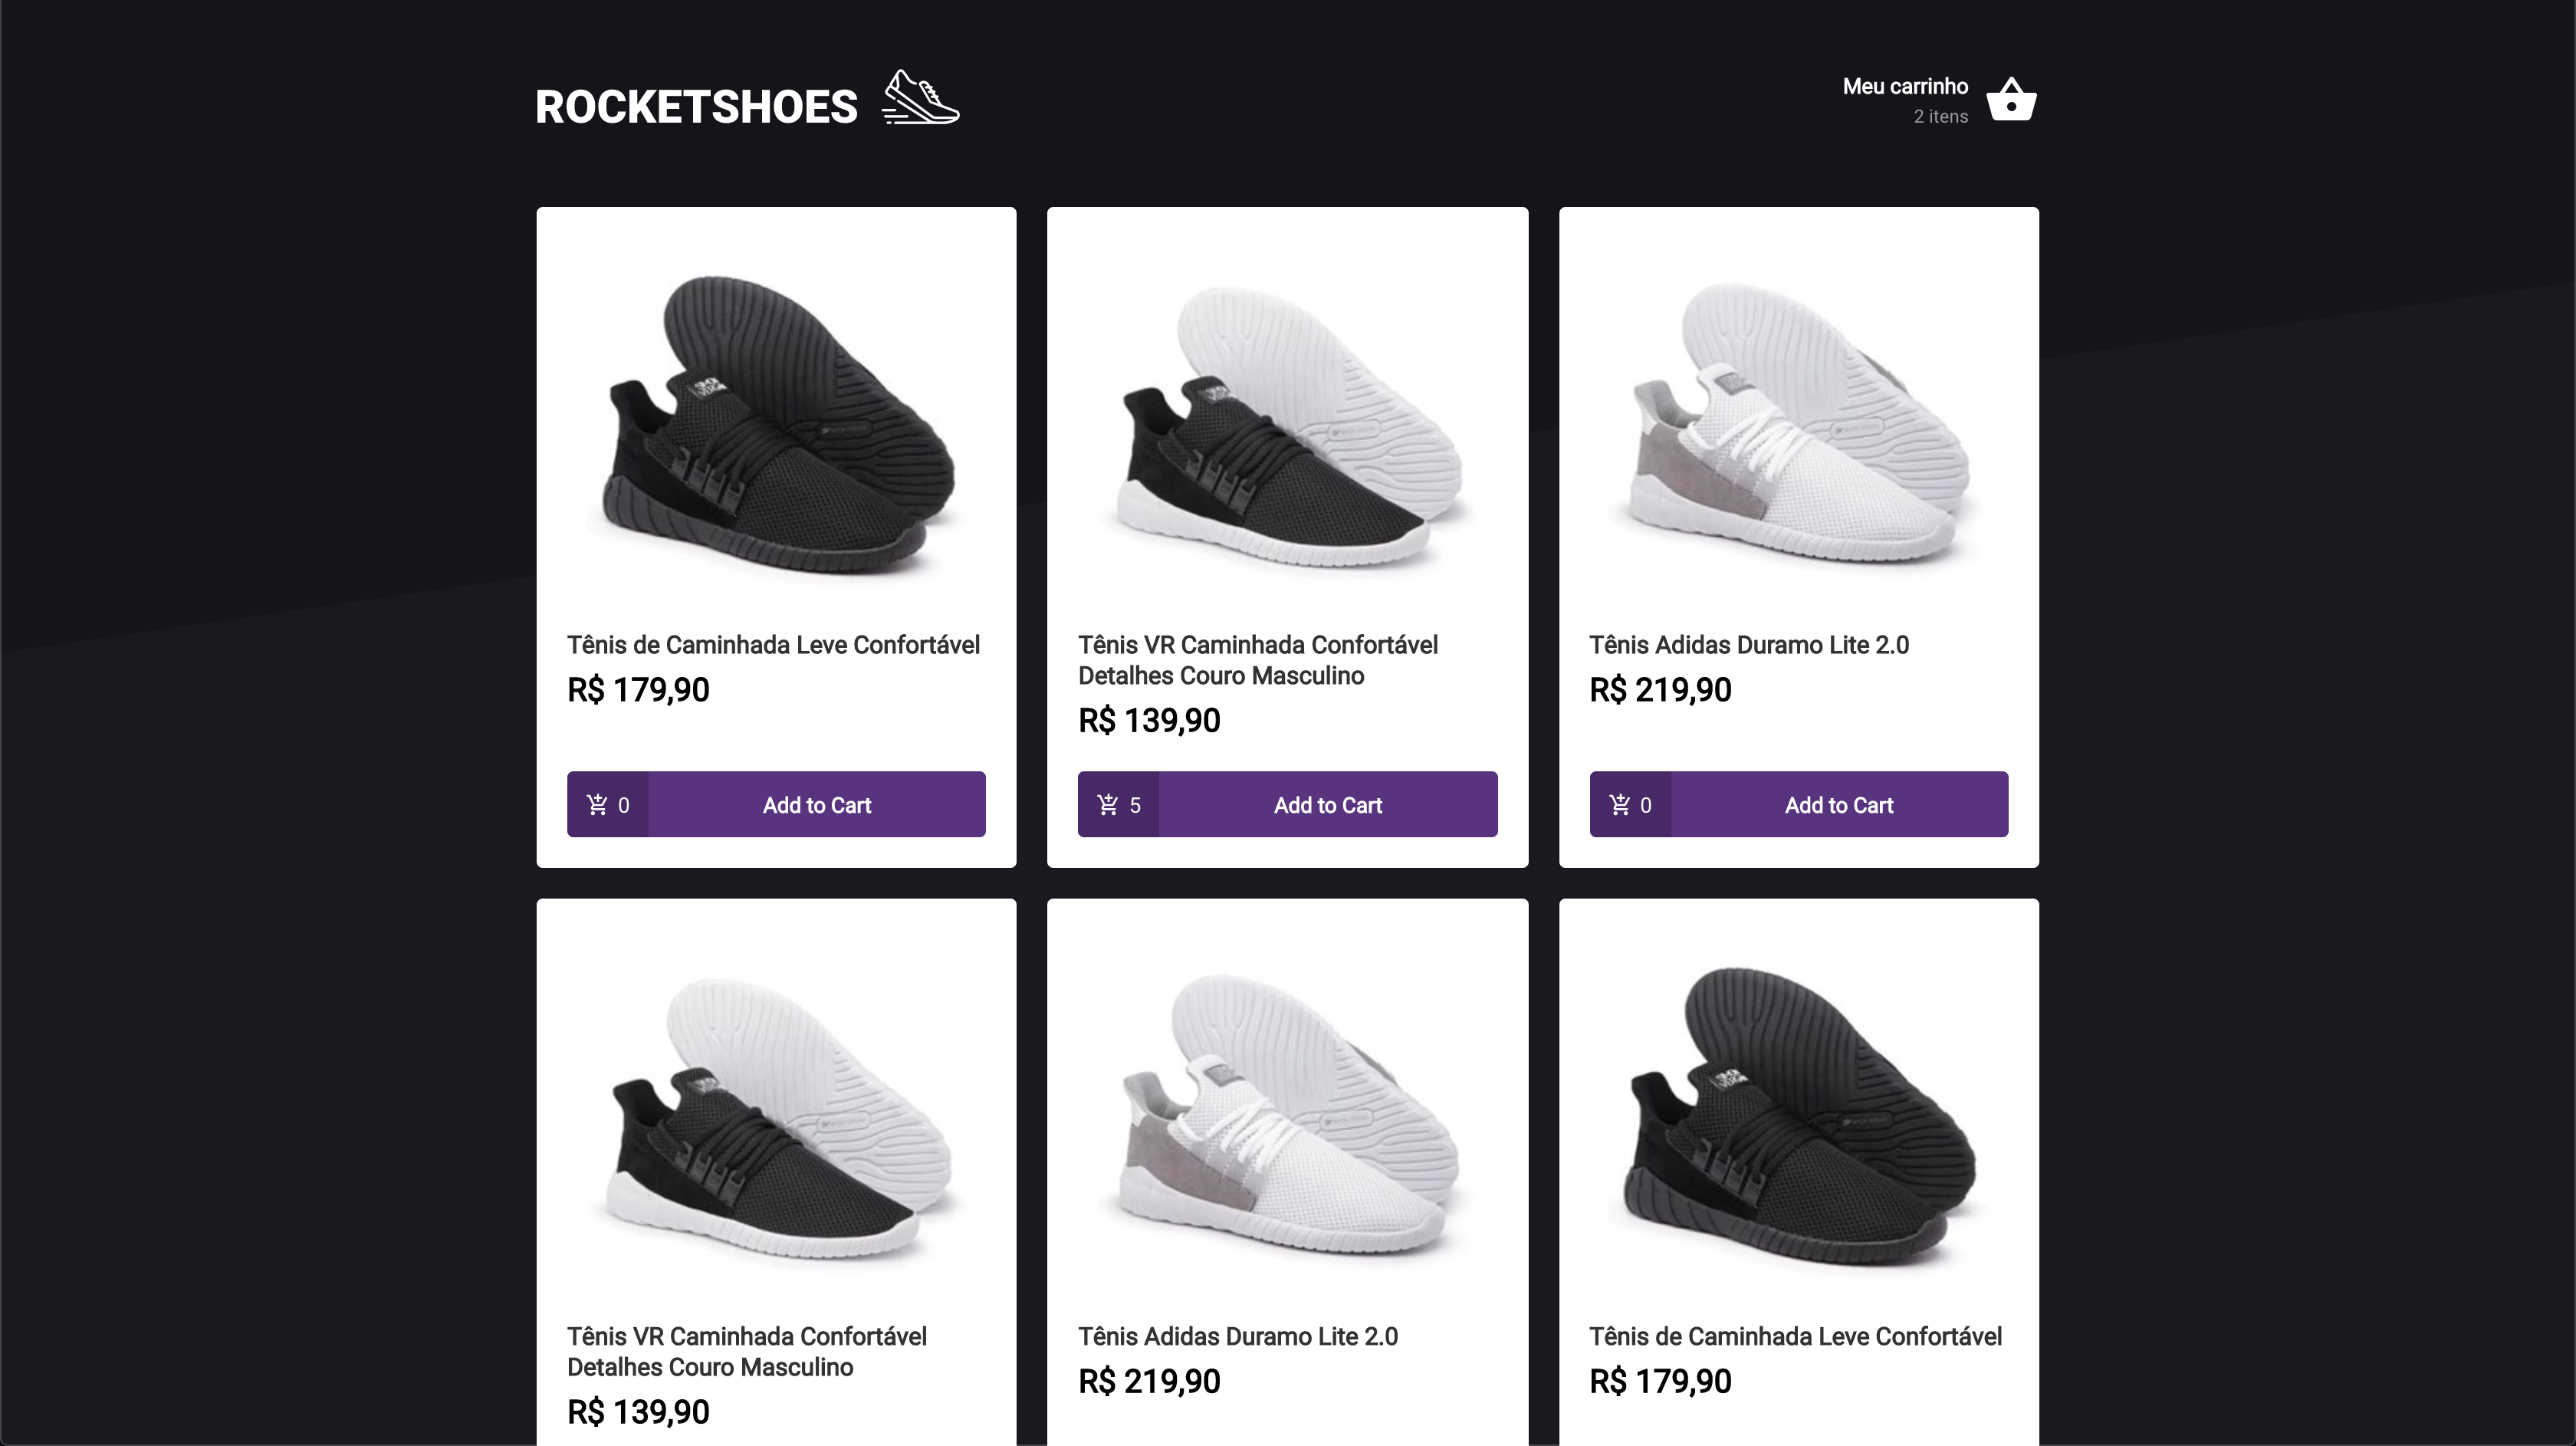 ROCKETSHOES
Meu carrinho
2 itens
Tênis de Caminhada Leve Confortável
R$ 179,90
0 Add to Cart
Tênis VR Caminhada Confortável
Detalhes Couro Masculino
R$ 139,90
5 Add to Cart
Tênis Adidas Duramo Lite 2.0
R$ 219,90
0 Add to Cart
Tênis VR Caminhada Confortável
Detalhes Couro Masculino
R$ 139,90
Tênis Adidas Duramo Lite 2.0
R$ 219,90
Tênis de Caminhada Leve Confortável
R$ 179,90